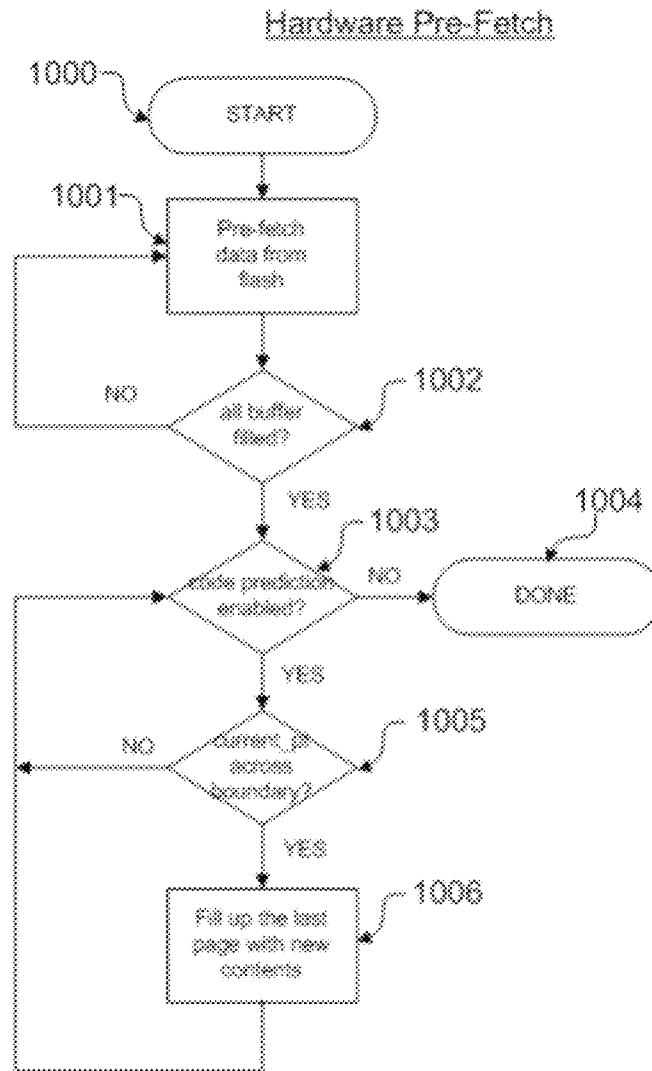 Hardware Pre-Fetch
1000
START
1001
Pre-fetch
data from
flash
1002
NO
all buffer
filled?
YES
1003
1004
code prediction
enabled?
NO
DONE
YES
1005
NO
current_ptr
across
boundary?
YES
1006
Fill up the last
page with new
contents